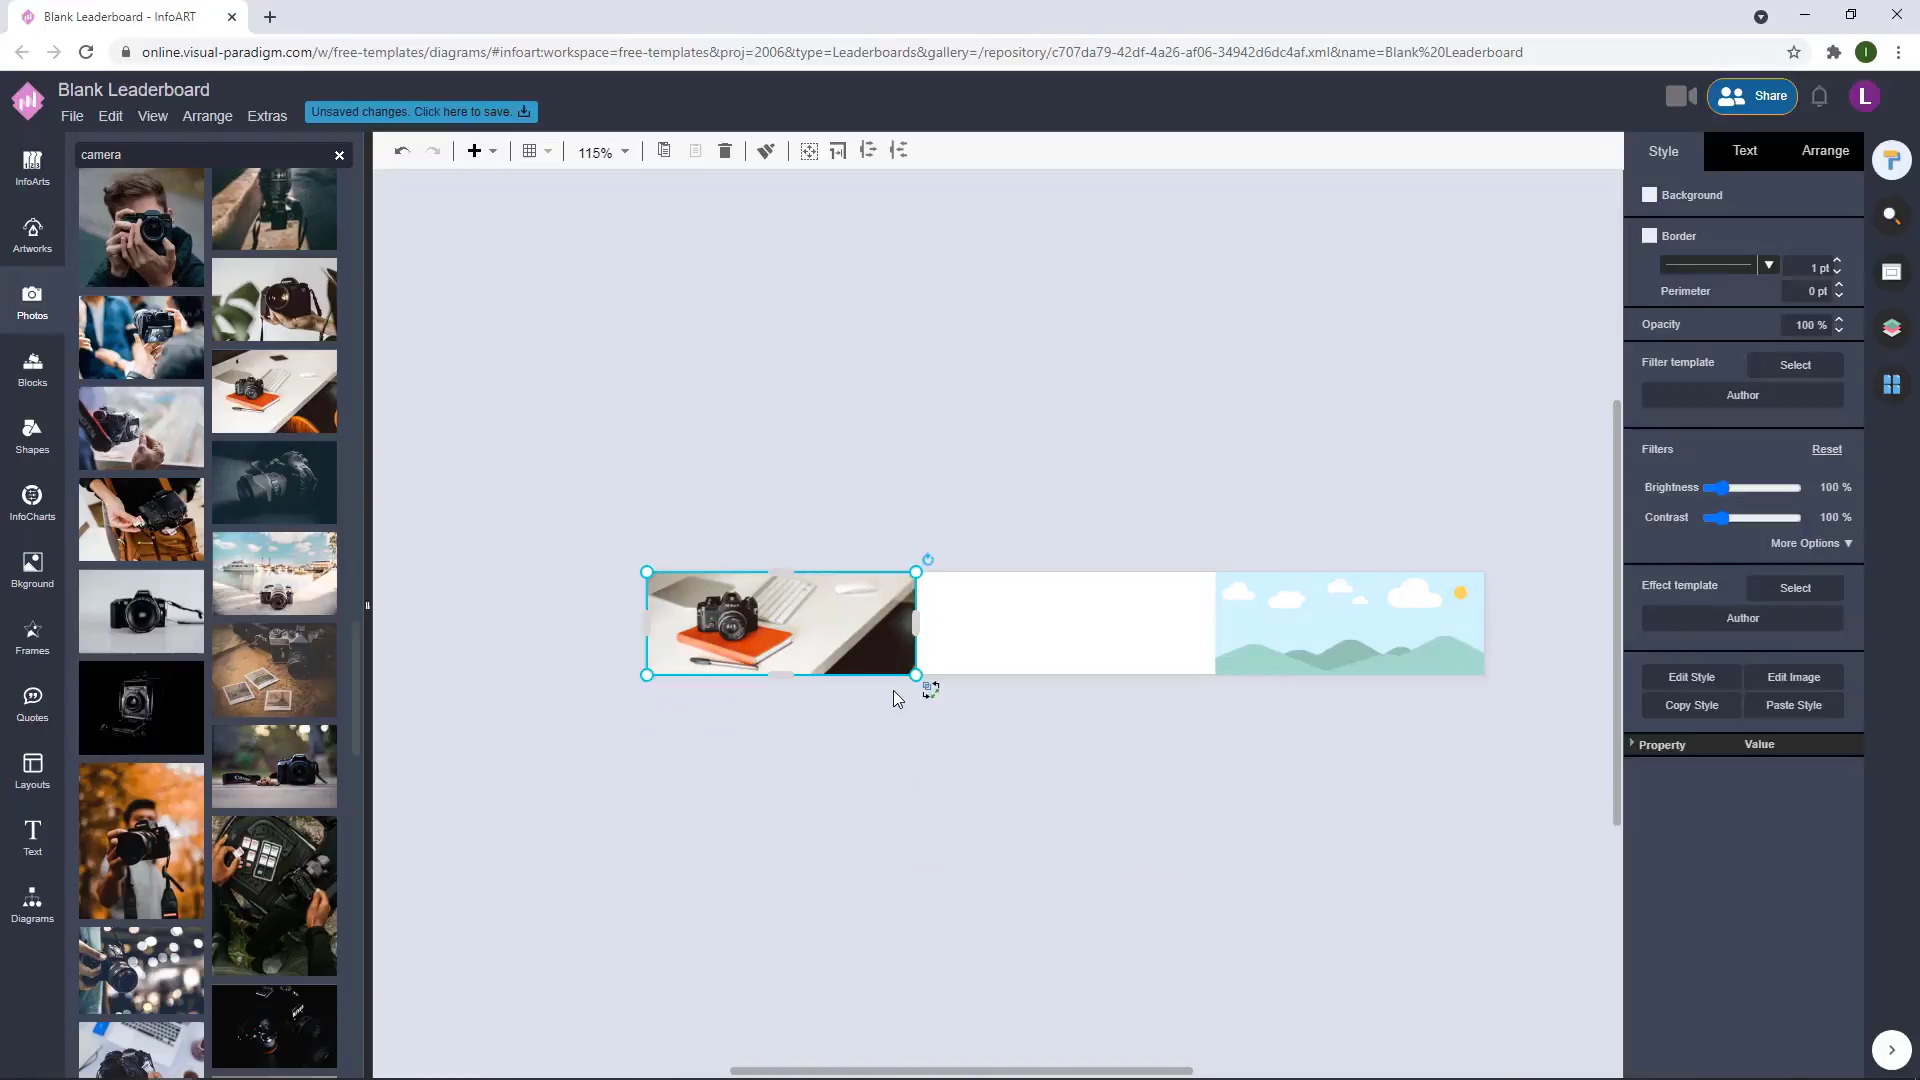 Blank Leaderboard - InfoART
online.visual-paradigm.com/w/free-templates/diagrams/#infoart:workspace=free-templates&proj=2006&type=Leaderboards&gallery=/repository/c707da79-42df-4a26-af06-34942d6dc4af.xml&name=Blank%20Leaderboard
I
Blank Leaderboard
File Edit View Arrange Extras
Unsaved changes. Click here to save.
Share
L
camera
115%
InfoArts
Artworks
Photos
Blocks
Shapes
InfoCharts
Bkground
Frames
Quotes
Layouts
Text
Diagrams
Style Text Arrange
Background
Border
1 pt
Perimeter 0 pt
Opacity 100 %
Filter template Select
Author
Filters Reset
Brightness 100 %
Contrast 100 %
More Options
Effect template Select
Author
Edit Style Edit Image
Copy Style Paste Style
Property Value